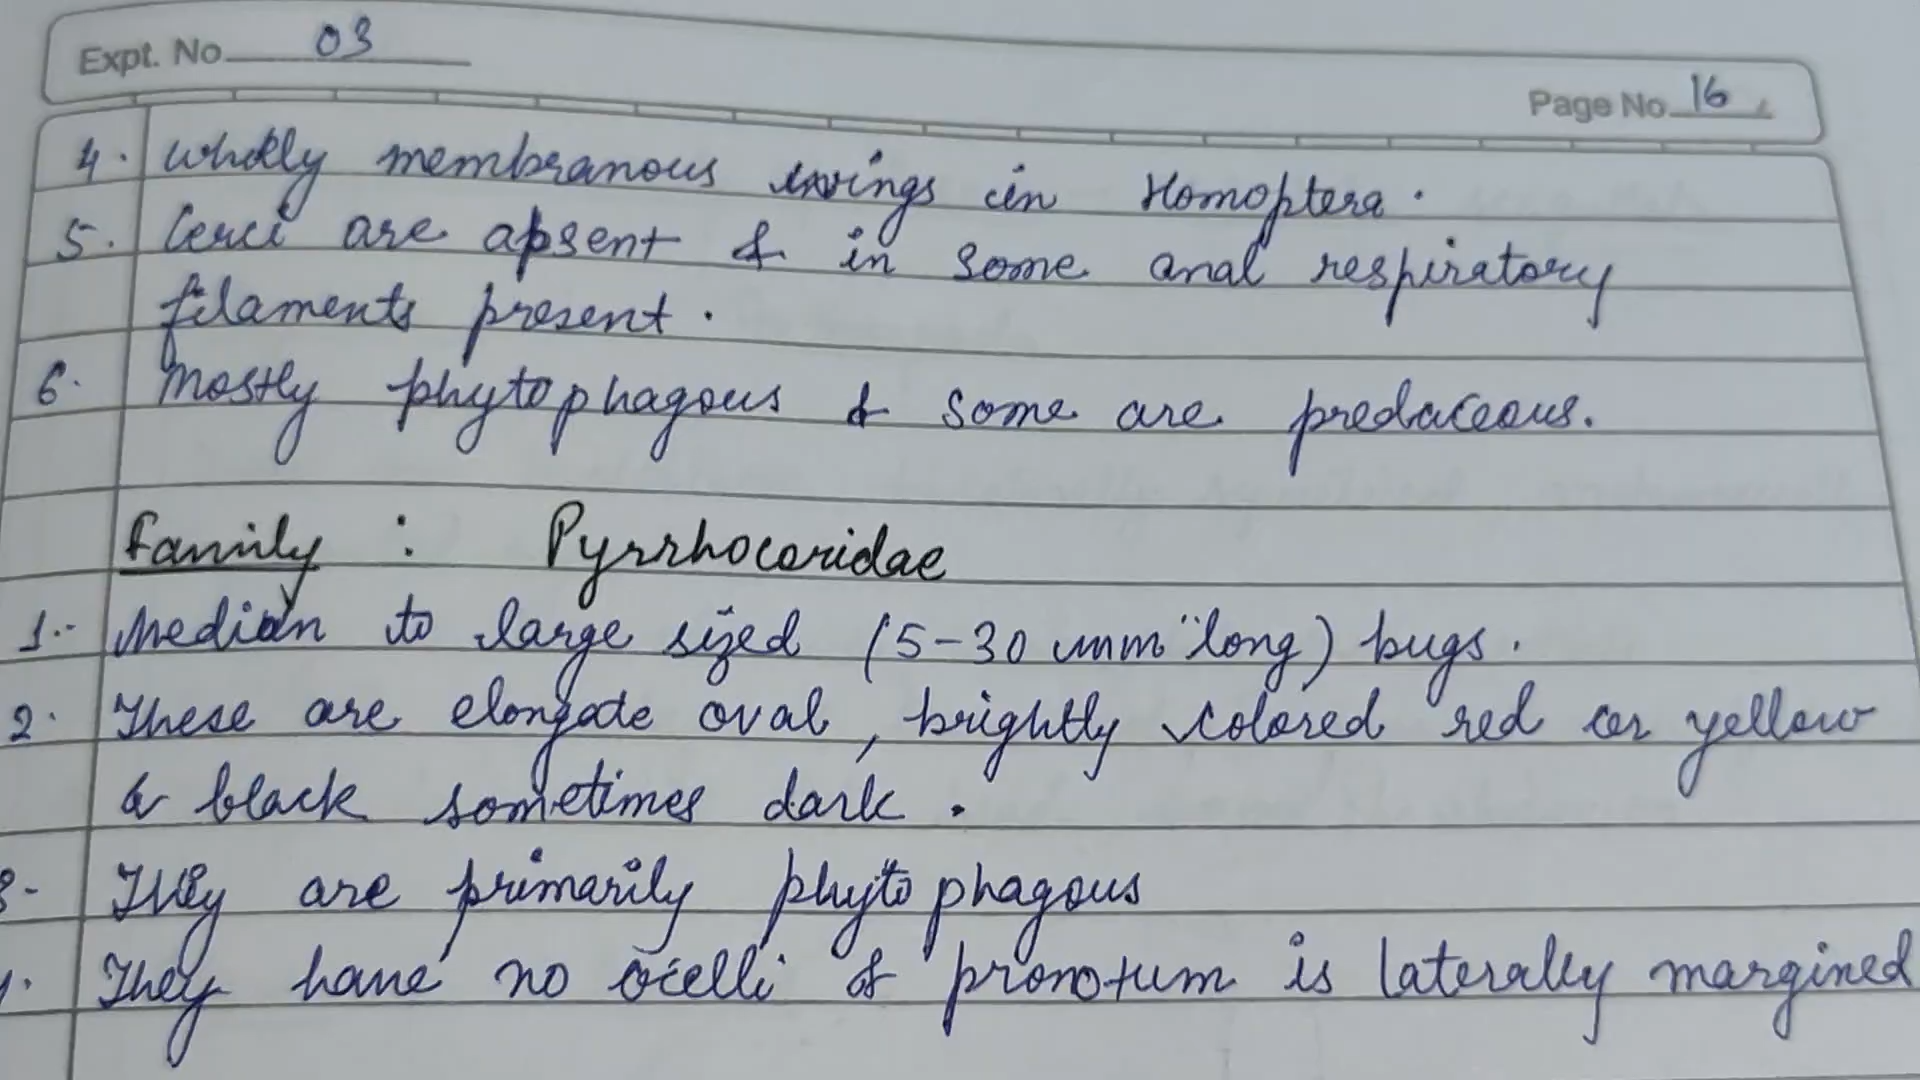 Expt. No. 03
Page No. 16
4. Wholly membranous wings in Homoptera.
5. Cerci are absent & in some anal respiratory
filaments present.
6. Mostly phytophagous & some are predaceous.
Family : Pyrrhocoridae
1. Median to large sized (5-30 mm long) bugs.
2. These are elongate oval, brightly colored red or yellow
& black sometimes dark.
3. They are primarily phytophagous
4. They have no ocelli & pronotum is laterally margined